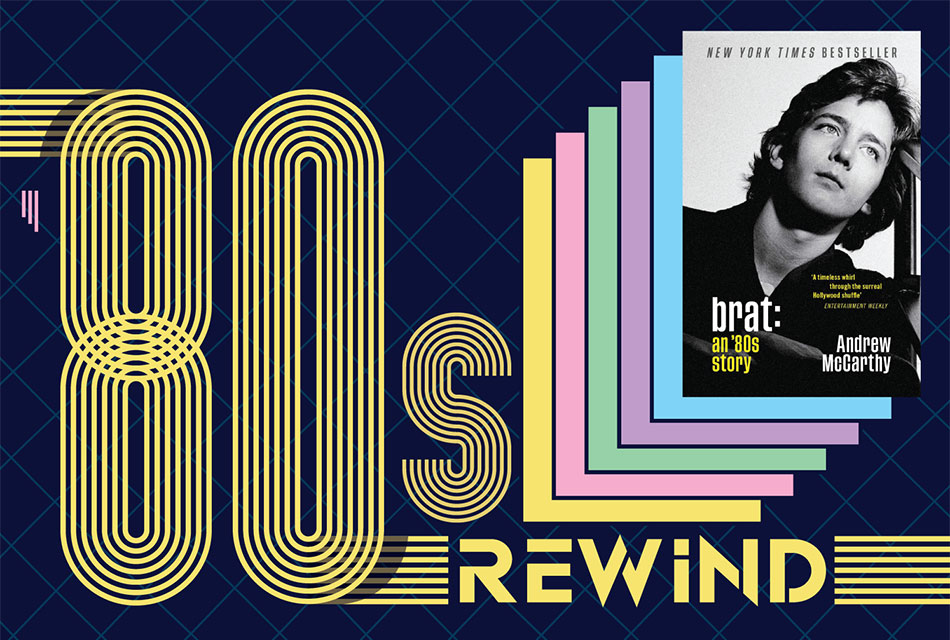 '80s
REWiND
NEW YORK TIMES BESTSELLER
'A timeless whirl
through the surreal
Hollywood shuffle'
ENTERTAINMENT WEEKLY
brat:
an '80s
story
Andrew
McCarthy